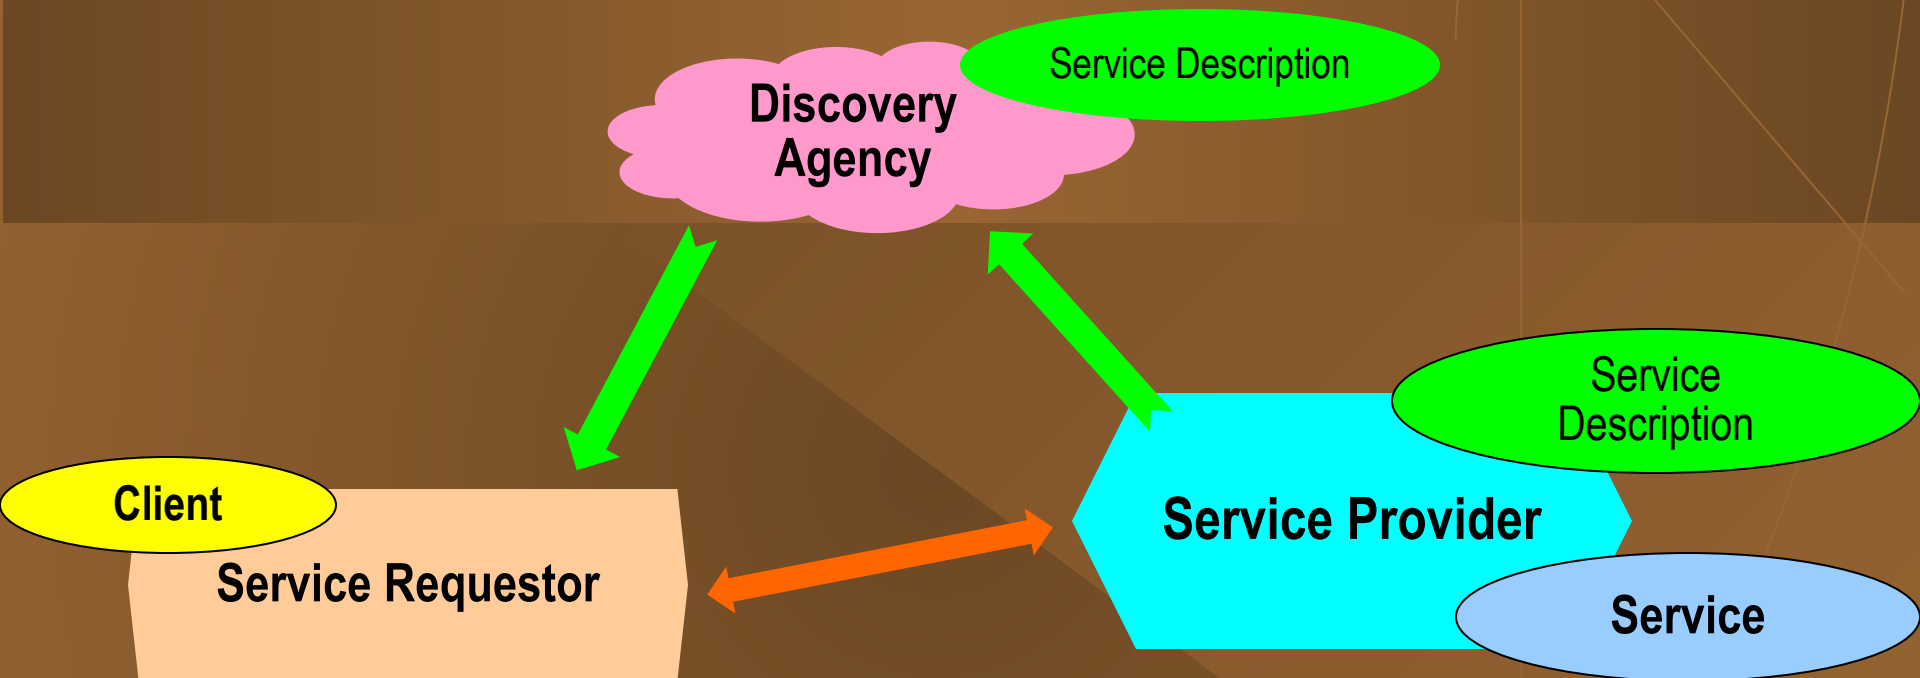 Service Description
Discovery
Agency
Service
Description
Client
Service Provider
Service Requestor
Service